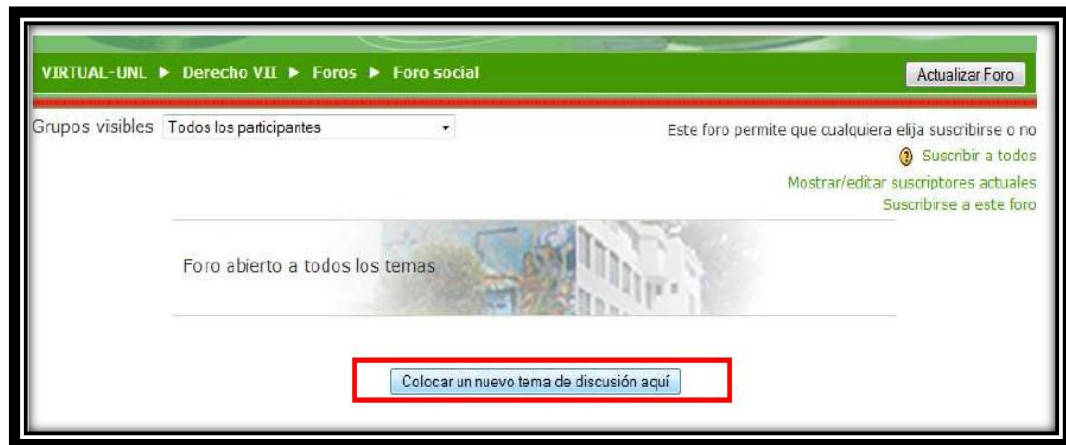 VIRTUAL-UNL ► Derecho VII ► Foros ► Foro social
Actualizar Foro
Grupos visibles Todos los participantes
Este foro permite que cualquiera elija suscribirse o no
Suscribir a todos
Mostrar/editar suscriptores actuales
Suscribirse a este foro
Foro abierto a todos los temas
Colocar un nuevo tema de discusión aquí